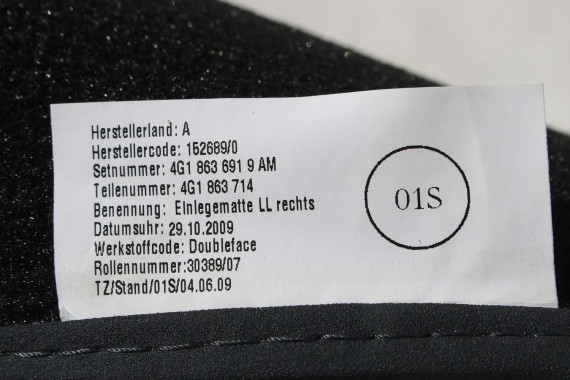 Herstellerland: A
Herstellercode: 152689/0
Setnummer: 4G1 863 691 9 AM
Teilenummer: 4G1 863 714
Benennung: Einlegematte LL rechts
Datumsuhr: 29.10.2009
Werkstoffcode: Doubleface
Rollennummer:30389/07
TZ/Stand/01S/04.06.09
01S